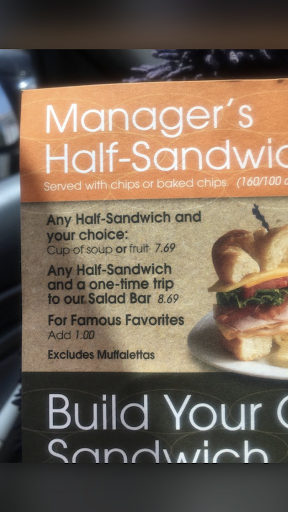 Manager's
Half-Sandwic
Served with chips or baked chips. (160/100 c
Any Half-Sandwich and
your choice:
Cup of soup or fruit 7.69
Any Half-Sandwich
and a one-time trip
to our Salad Bar 8.69
For Famous Favorites
Add 1.00
Excludes Muffalettas
Build Your
Sandwich